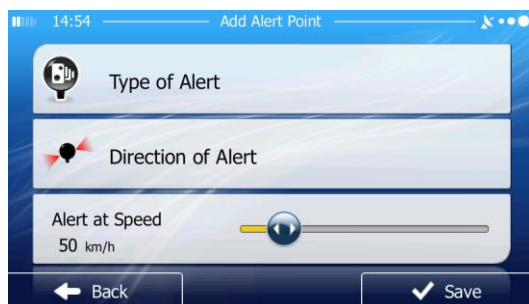 14:54 Add Alert Point
Type of Alert
Direction of Alert
Alert at Speed
50 km/h
Back Save